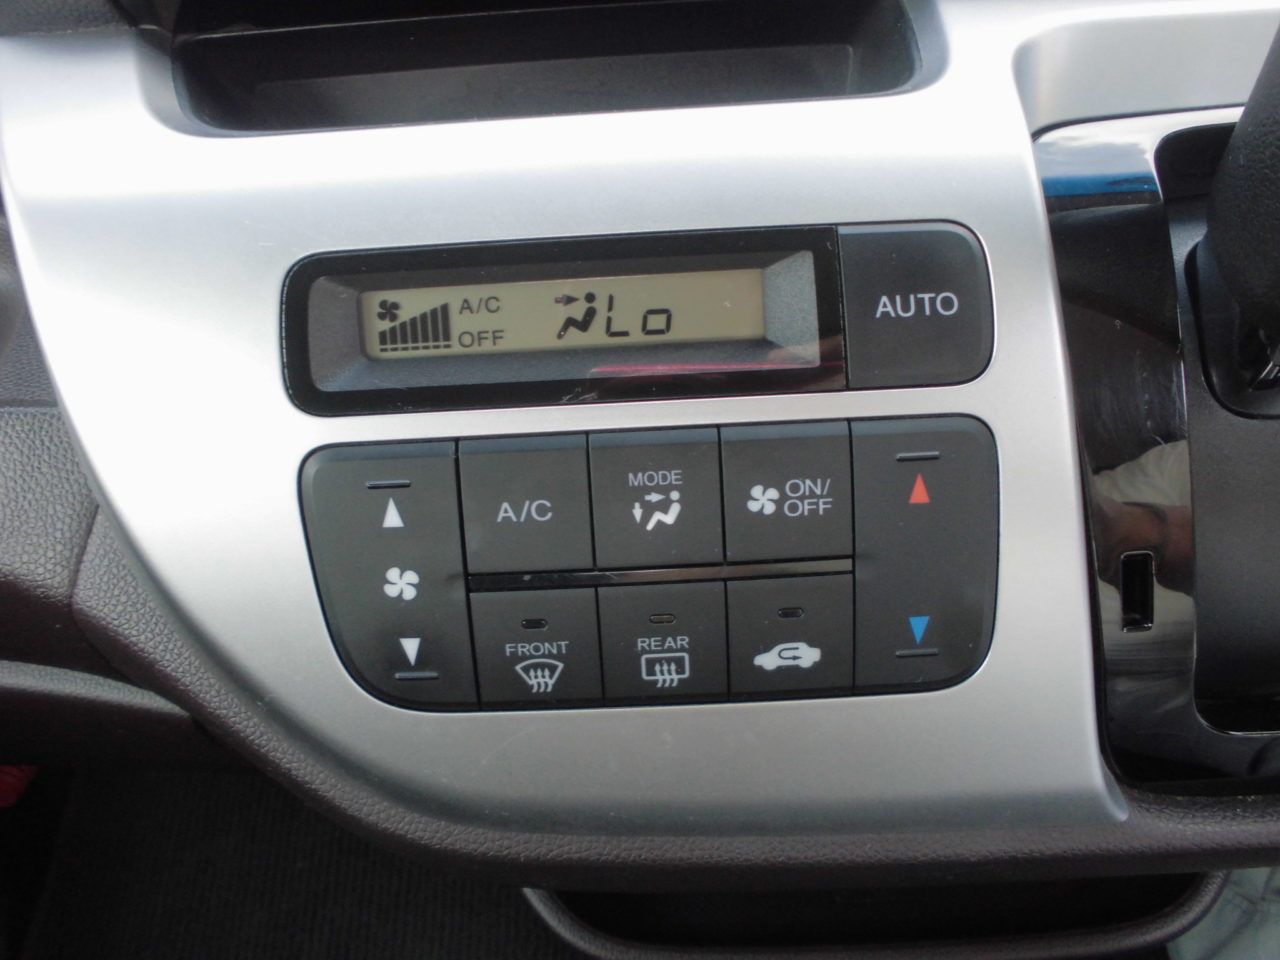 A/C
OFF
Lo
AUTO
A/C
MODE
ON/
OFF
FRONT
REAR